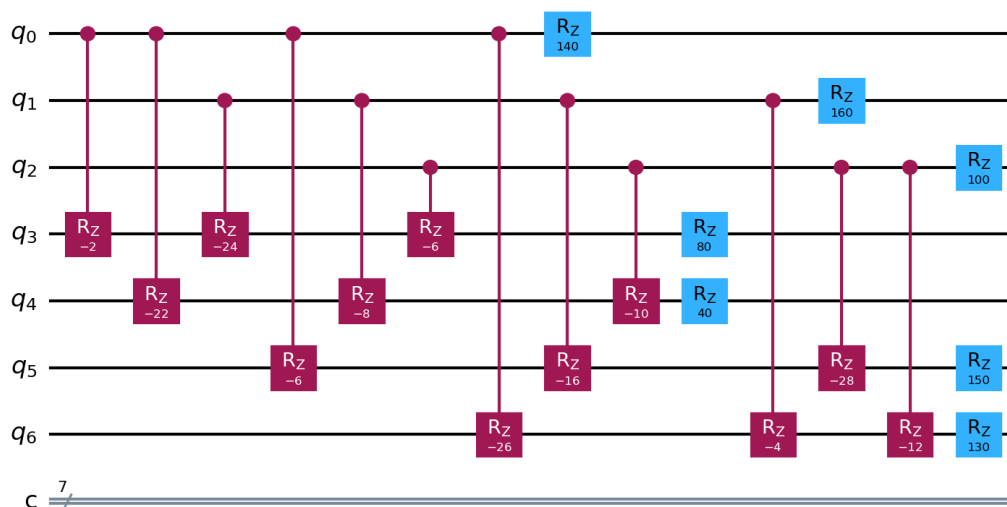 q0 RZ 140
q1 RZ 160
q2 RZ 100
q3 RZ −2 RZ −24 RZ −6 RZ 80
q4 RZ −22 RZ −8 RZ −10 RZ 40
q5 RZ −6 RZ −16 RZ −28 RZ 150
q6 RZ −26 RZ −4 RZ −12 RZ 130
c 7